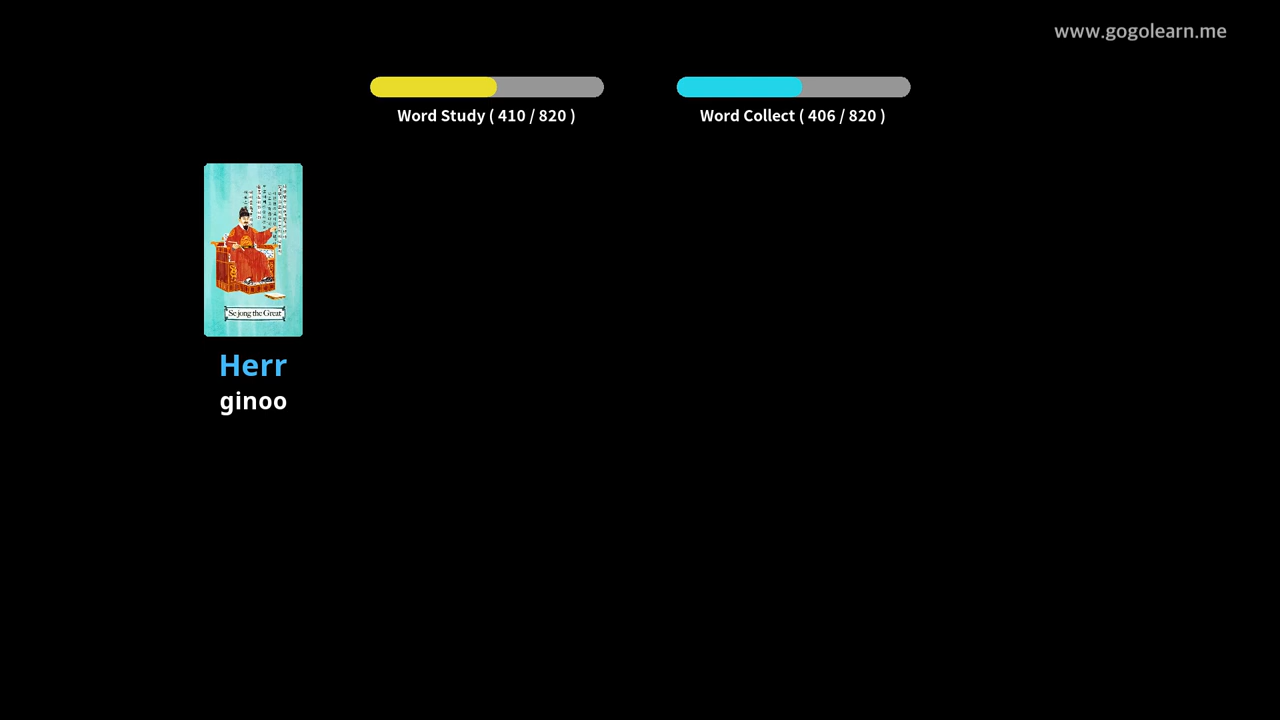 www.gogolearn.me
Word Study ( 410 / 820 )
Word Collect ( 406 / 820 )
Sejong the Great
Herr
ginoo